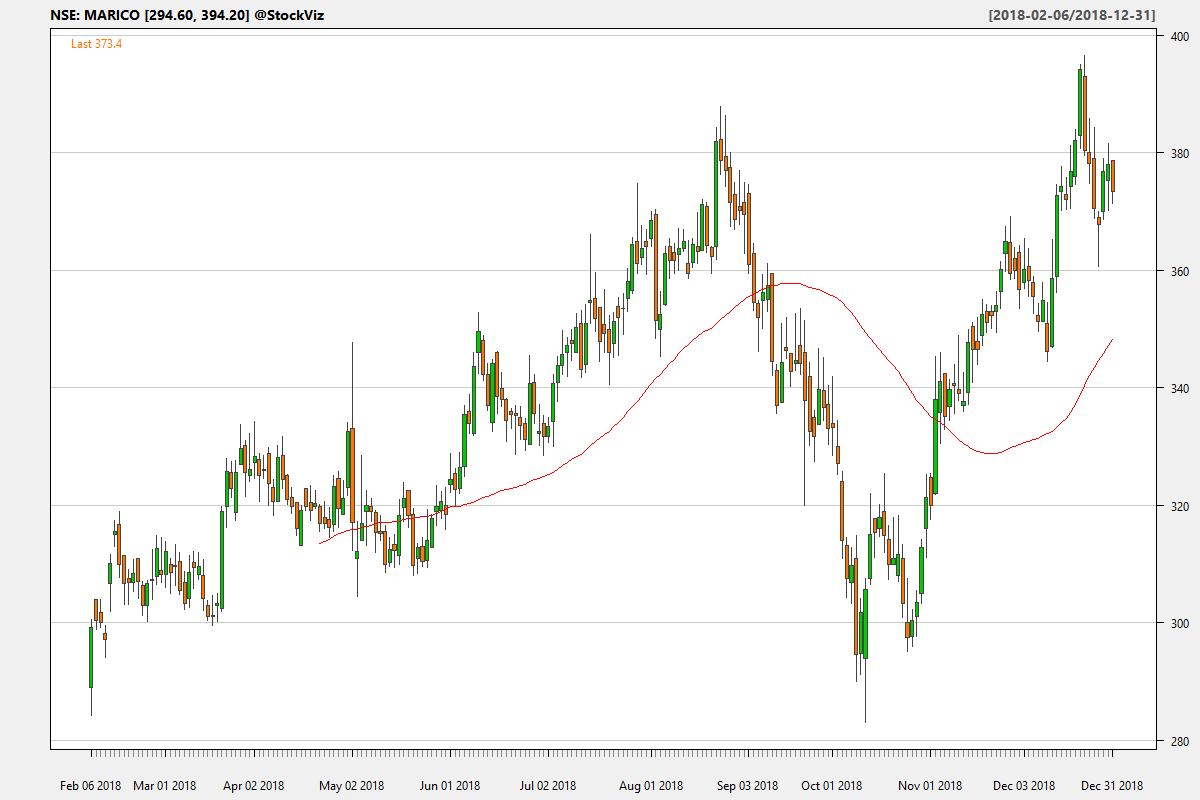 NSE: MARICO [294.60, 394.20] @StockViz
[2018-02-06/2018-12-31]
Last 373.4
400
380
360
340
320
300
280
Feb 06 2018 Mar 01 2018 Apr 02 2018 May 02 2018 Jun 01 2018 Jul 02 2018 Aug 01 2018 Sep 03 2018 Oct 01 2018 Nov 01 2018 Dec 03 2018 Dec 31 2018